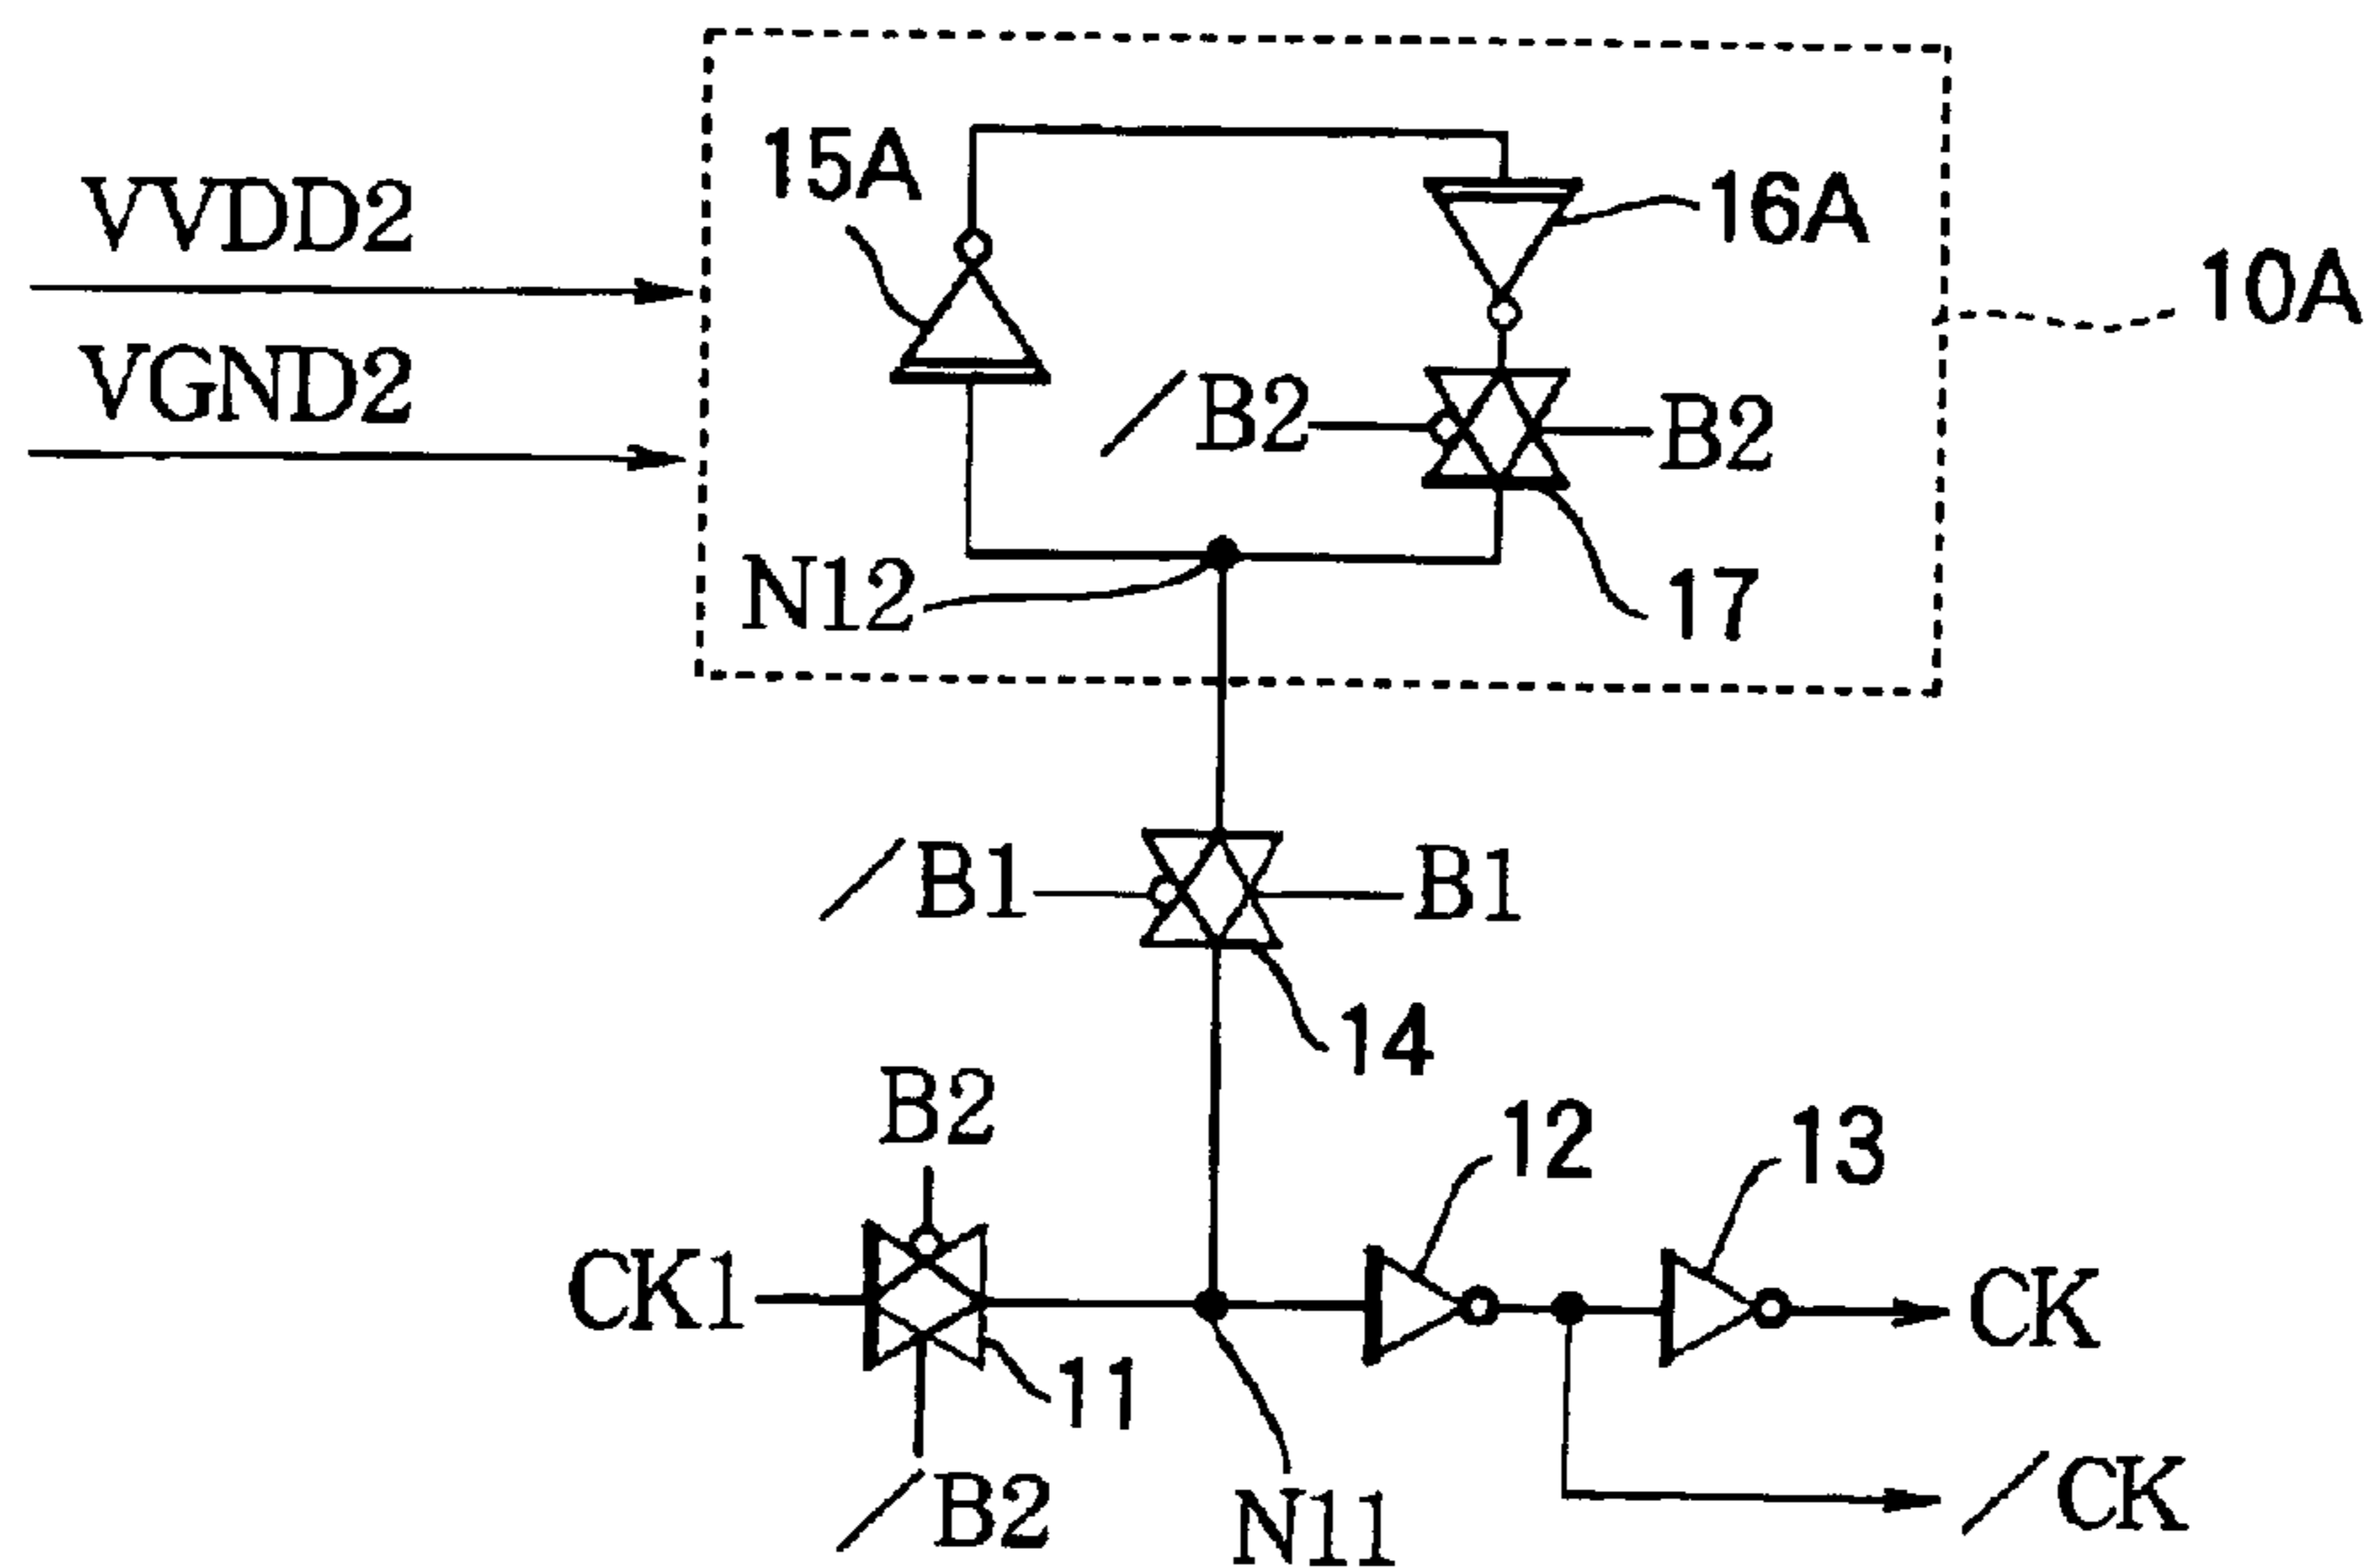 15A
16A
VVDD2
10A
VGND2
/B2
B2
N12
17
/B1
B1
14
B2
12
13
CK1
CK
11
/B2
N11
/CK